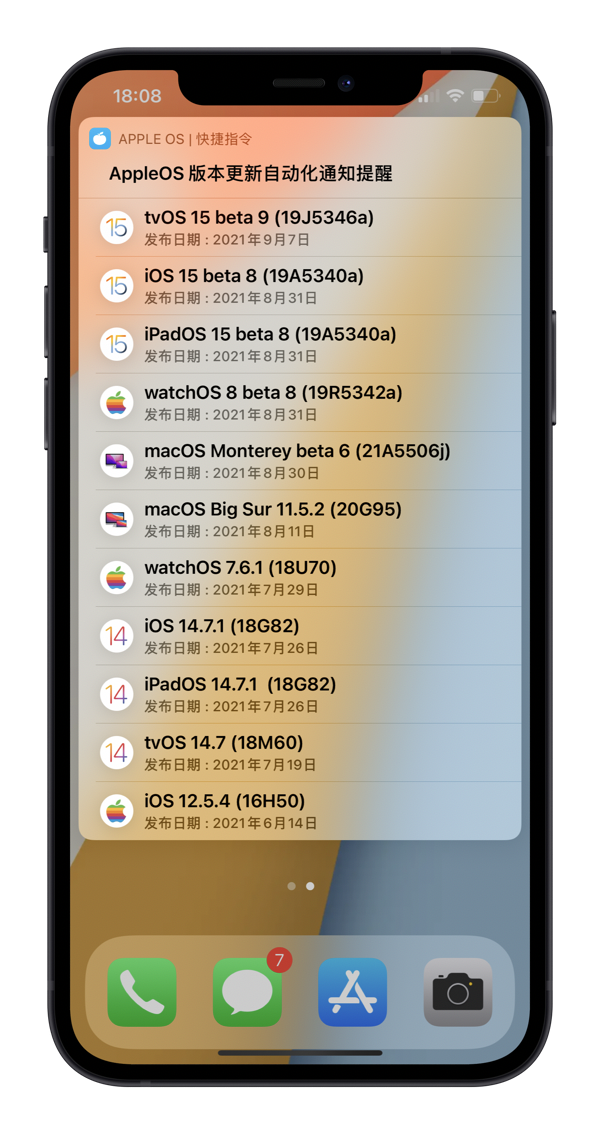 18:08
APPLE OS | 快捷指令
AppleOS 版本更新自动化通知提醒
15
tvOS 15 beta 9 (19J5346a)
发布日期 : 2021年9月7日
15
iOS 15 beta 8 (19A5340a)
发布日期 : 2021年8月31日
15
iPadOS 15 beta 8 (19A5340a)
发布日期 : 2021年8月31日
watchOS 8 beta 8 (19R5342a)
发布日期 : 2021年8月31日
macOS Monterey beta 6 (21A5506j)
发布日期 : 2021年8月30日
macOS Big Sur 11.5.2 (20G95)
发布日期 : 2021年8月11日
watchOS 7.6.1 (18U70)
发布日期 : 2021年7月29日
14
iOS 14.7.1 (18G82)
发布日期 : 2021年7月26日
14
iPadOS 14.7.1  (18G82)
发布日期 : 2021年7月26日
14
tvOS 14.7 (18M60)
发布日期 : 2021年7月19日
iOS 12.5.4 (16H50)
发布日期 : 2021年6月14日
7